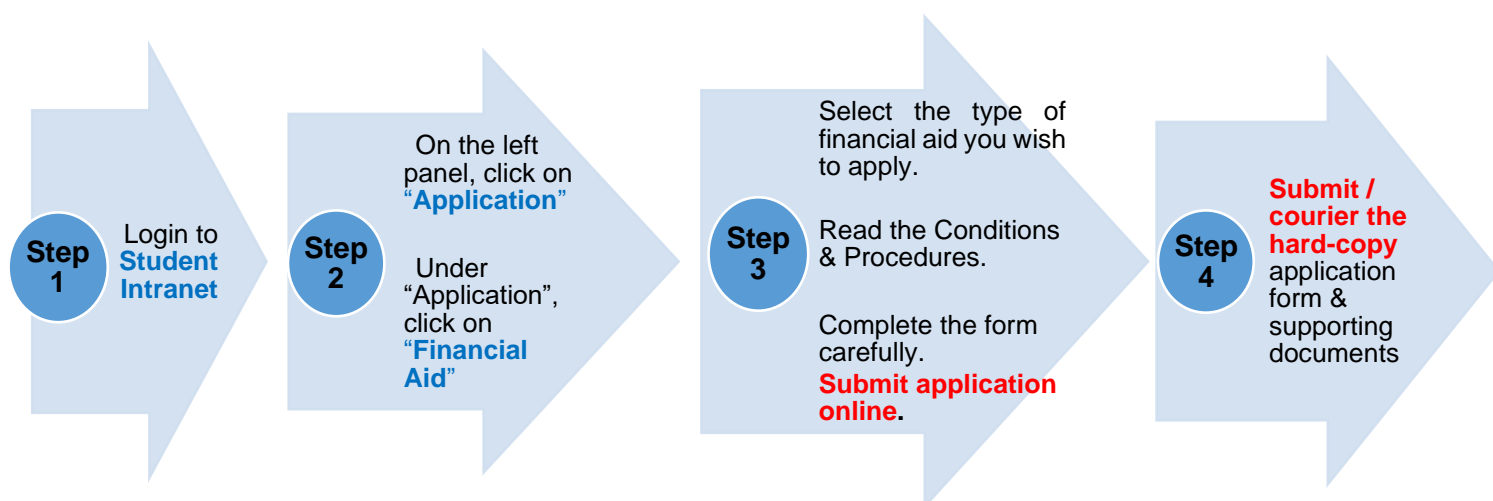 Step
1
Login to
Student
Intranet
Step
2
On the left
panel, click on
“Application”
Under
“Application”,
click on
“Financial
Aid”
Step
3
Select the type of
financial aid you wish
to apply.
Read the Conditions
& Procedures.
Complete the form
carefully.
Submit application
online.
Step
4
Submit /
courier the
hard-copy
application
form &
supporting
documents